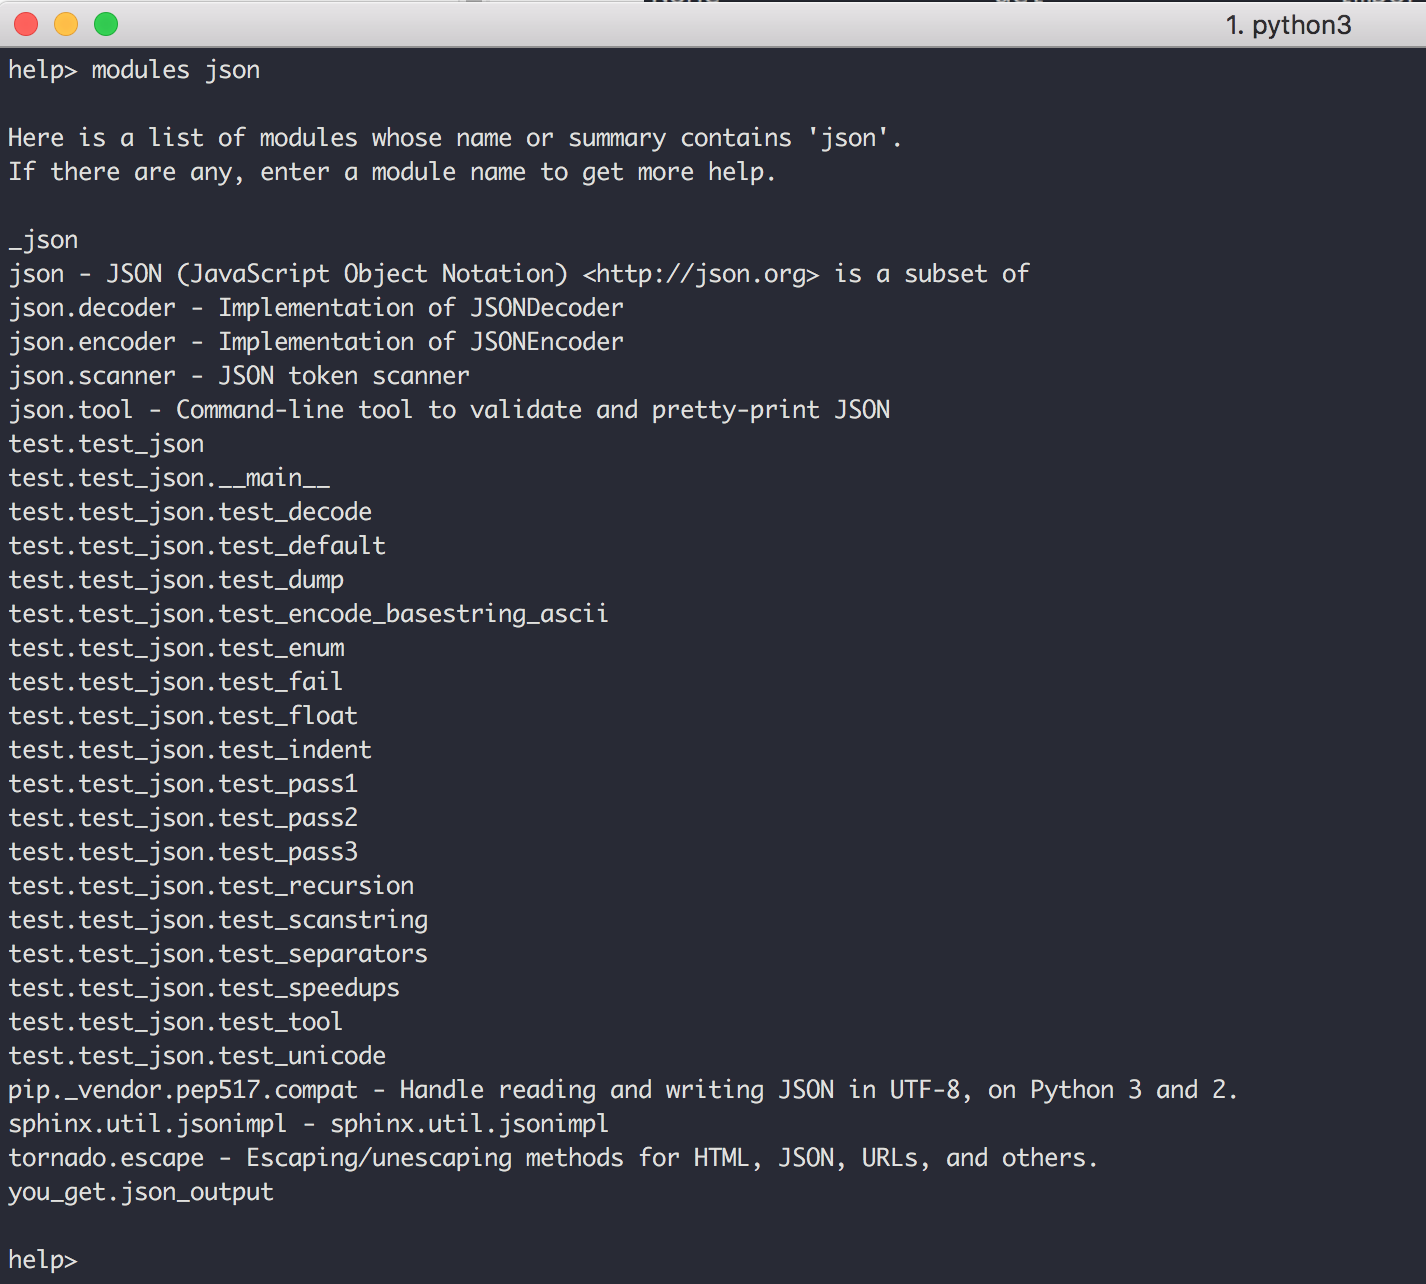 1. python3
help> modules json
Here is a list of modules whose name or summary contains 'json'.
If there are any, enter a module name to get more help.
_json
json - JSON (JavaScript Object Notation) <http://json.org> is a subset of
json.decoder - Implementation of JSONDecoder
json.encoder - Implementation of JSONEncoder
json.scanner - JSON token scanner
json.tool - Command-line tool to validate and pretty-print JSON
test.test_json
test.test_json.__main__
test.test_json.test_decode
test.test_json.test_default
test.test_json.test_dump
test.test_json.test_encode_basestring_ascii
test.test_json.test_enum
test.test_json.test_fail
test.test_json.test_float
test.test_json.test_indent
test.test_json.test_pass1
test.test_json.test_pass2
test.test_json.test_pass3
test.test_json.test_recursion
test.test_json.test_scanstring
test.test_json.test_separators
test.test_json.test_speedups
test.test_json.test_tool
test.test_json.test_unicode
pip._vendor.pep517.compat - Handle reading and writing JSON in UTF-8, on Python 3 and 2.
sphinx.util.jsonimpl - sphinx.util.jsonimpl
tornado.escape - Escaping/unescaping methods for HTML, JSON, URLs, and others.
you_get.json_output
help>